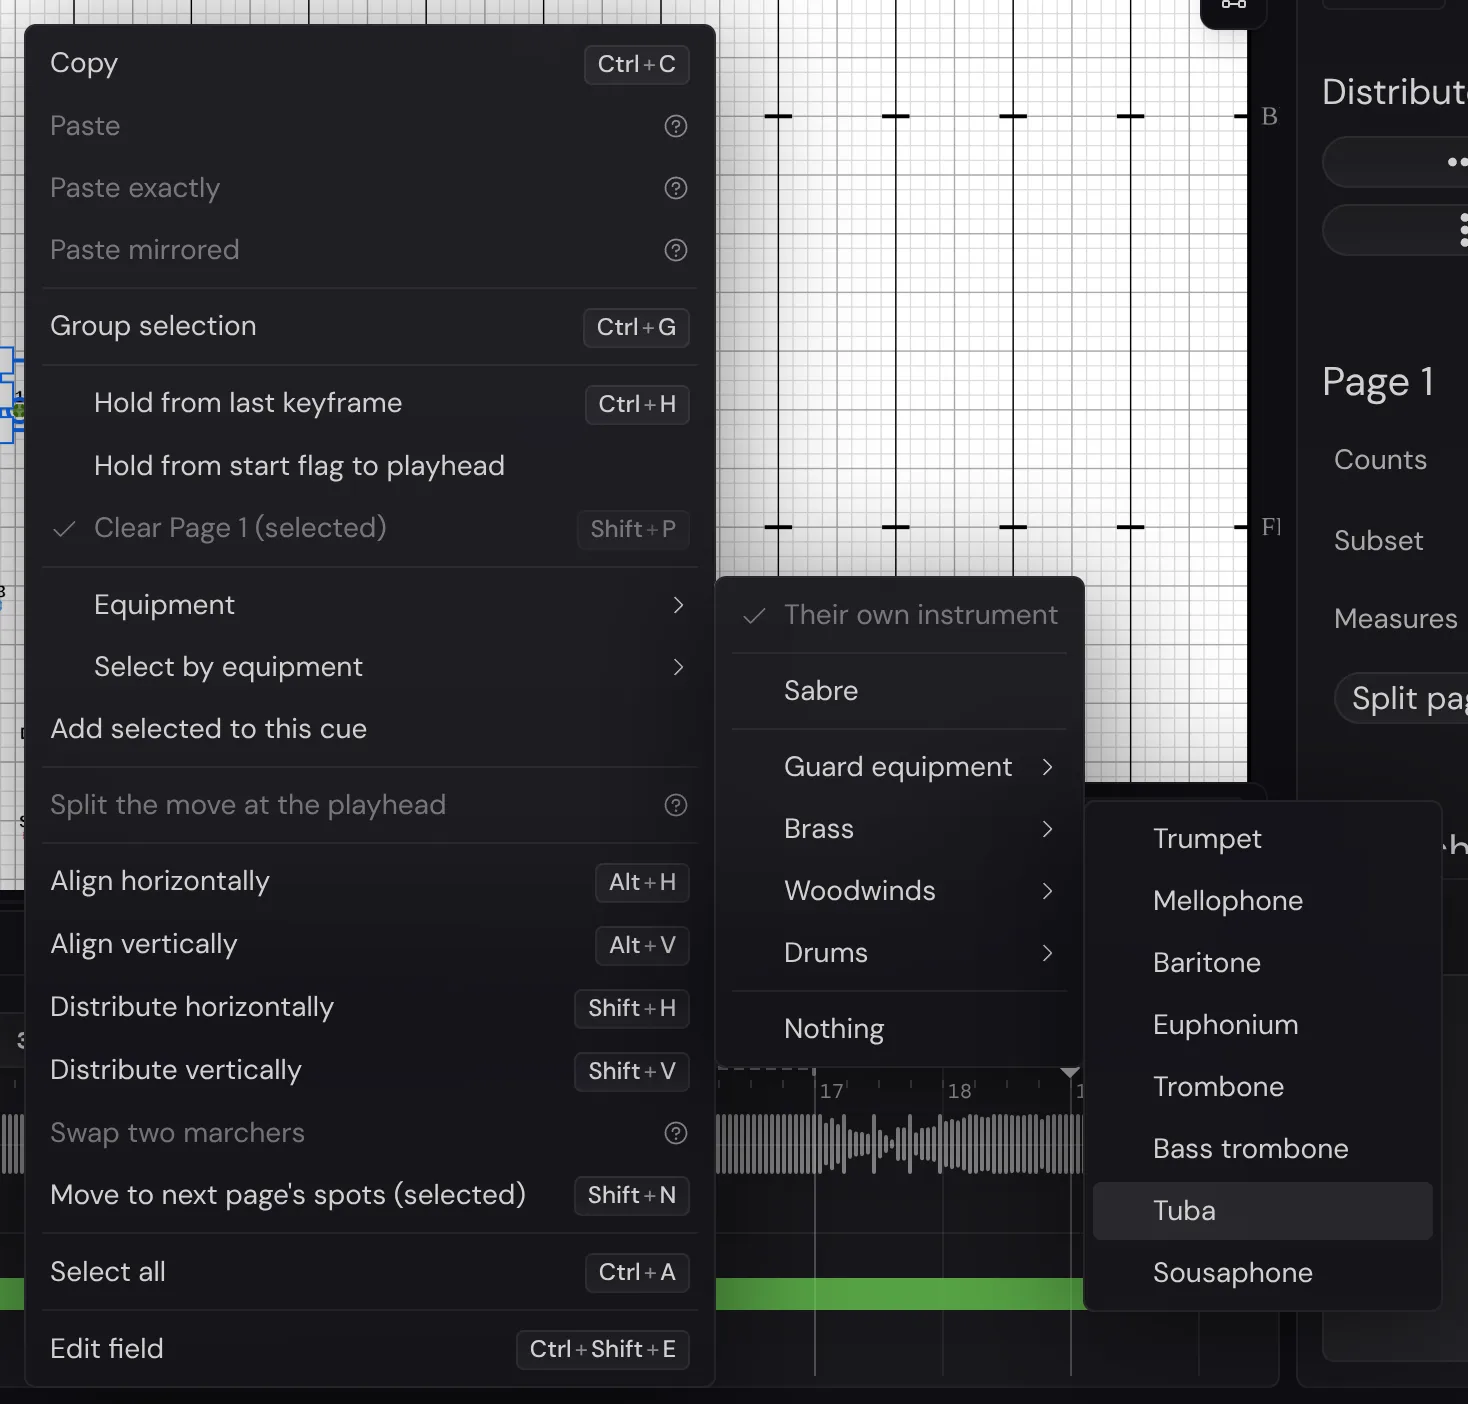 Copy Ctrl+C
Paste
Paste exactly
Paste mirrored
Group selection Ctrl+G
Hold from last keyframe Ctrl+H
Hold from start flag to playhead
Clear Page 1 (selected) Shift+P
Equipment
Select by equipment
Add selected to this cue
Split the move at the playhead
Align horizontally Alt+H
Align vertically Alt+V
Distribute horizontally Shift+H
Distribute vertically Shift+V
Swap two marchers
Move to next page's spots (selected) Shift+N
Select all Ctrl+A
Edit field Ctrl+Shift+E
Their own instrument
Sabre
Guard equipment
Brass
Woodwinds
Drums
Nothing
Trumpet
Mellophone
Baritone
Euphonium
Trombone
Bass trombone
Tuba
Sousaphone
17 18
B
Page 1
Counts
Subset
Measures
Split